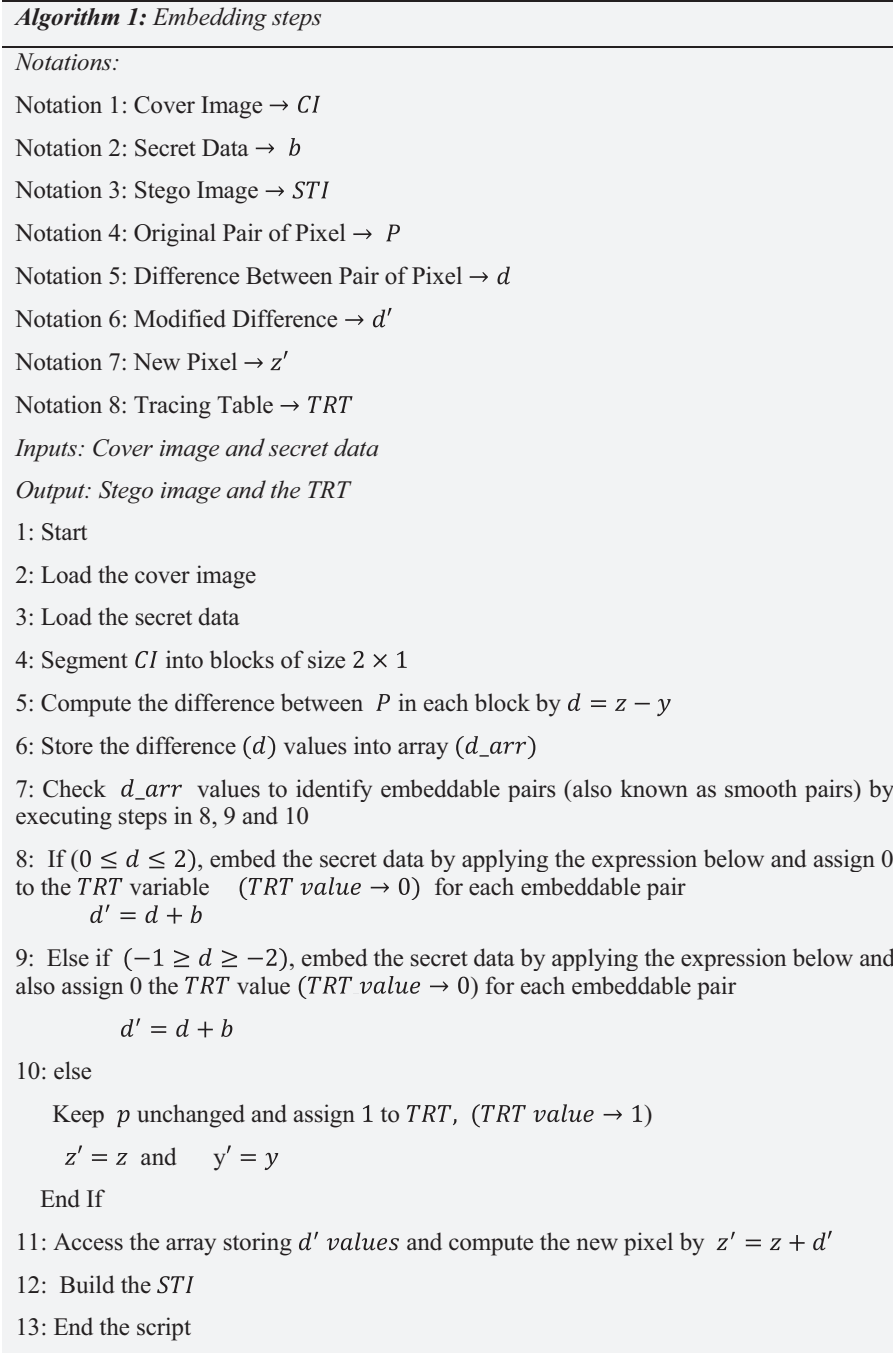 Algorithm 1: Embedding steps
Notations:
Notation 1: Cover Image → CI
Notation 2: Secret Data → b
Notation 3: Stego Image → STI
Notation 4: Original Pair of Pixel → P
Notation 5: Difference Between Pair of Pixel → d
Notation 6: Modified Difference → d′
Notation 7: New Pixel → z′
Notation 8: Tracing Table → TRT
Inputs: Cover image and secret data
Output: Stego image and the TRT
1: Start
2: Load the cover image
3: Load the secret data
4: Segment CI into blocks of size 2 × 1
5: Compute the difference between P in each block by d = z − y
6: Store the difference (d) values into array (d_arr)
7: Check d_arr values to identify embeddable pairs (also known as smooth pairs) by
executing steps in 8, 9 and 10
8: If (0 ≤ d ≤ 2), embed the secret data by applying the expression below and assign 0
to the TRT variable (TRT value → 0) for each embeddable pair
d′ = d + b
9: Else if (−1 ≥ d ≥ −2), embed the secret data by applying the expression below and
also assign 0 the TRT value (TRT value → 0) for each embeddable pair
d′ = d + b
10: else
Keep p unchanged and assign 1 to TRT, (TRT value → 1)
z′ = z and y′ = y
End If
11: Access the array storing d′ values and compute the new pixel by z′ = z + d′
12: Build the STI
13: End the script